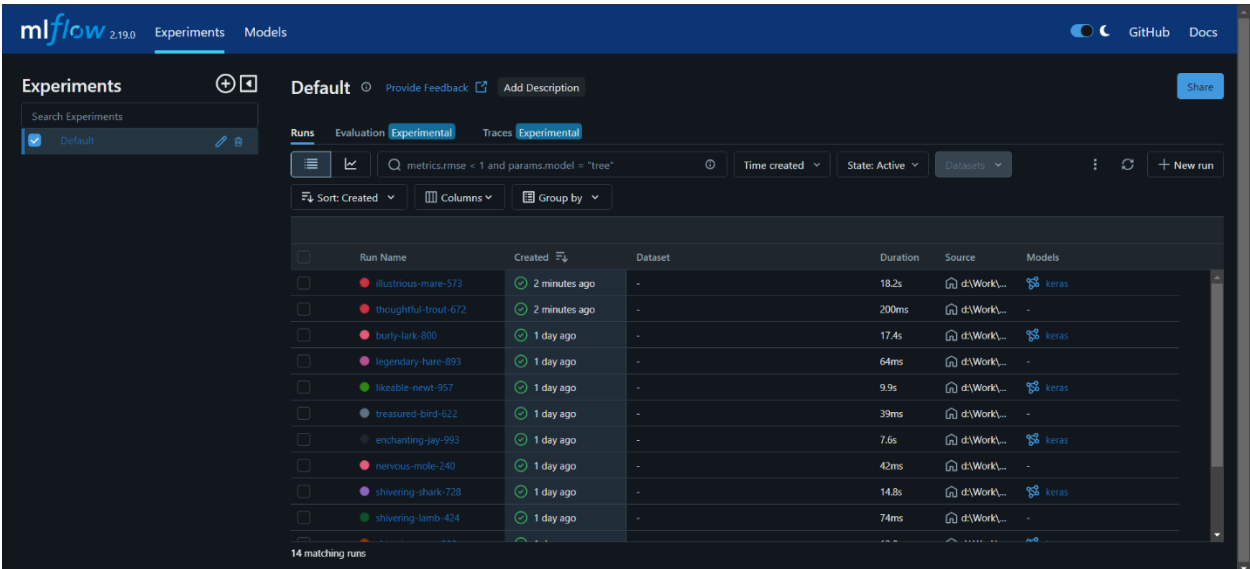 mlflow 2.19.0 Experiments Models GitHub Docs
Experiments
Search Experiments
Default
Default Provide Feedback Add Description Share
Runs Evaluation Experimental Traces Experimental
metrics.rmse < 1 and params.model = "tree" Time created State: Active Datasets New run
Sort: Created Columns Group by
Run Name Created Dataset Duration Source Models
illustrious-mare-573 2 minutes ago - 18.2s d:\Work\... keras
thoughtful-trout-672 2 minutes ago - 200ms d:\Work\... -
burly-lark-800 1 day ago - 17.4s d:\Work\... keras
legendary-hare-893 1 day ago - 64ms d:\Work\... -
likeable-newt-957 1 day ago - 9.9s d:\Work\... keras
treasured-bird-622 1 day ago - 39ms d:\Work\... -
enchanting-jay-993 1 day ago - 7.6s d:\Work\... keras
nervous-mole-240 1 day ago - 42ms d:\Work\... -
shivering-shark-728 1 day ago - 14.8s d:\Work\... keras
shivering-lamb-424 1 day ago - 74ms d:\Work\... -
14 matching runs